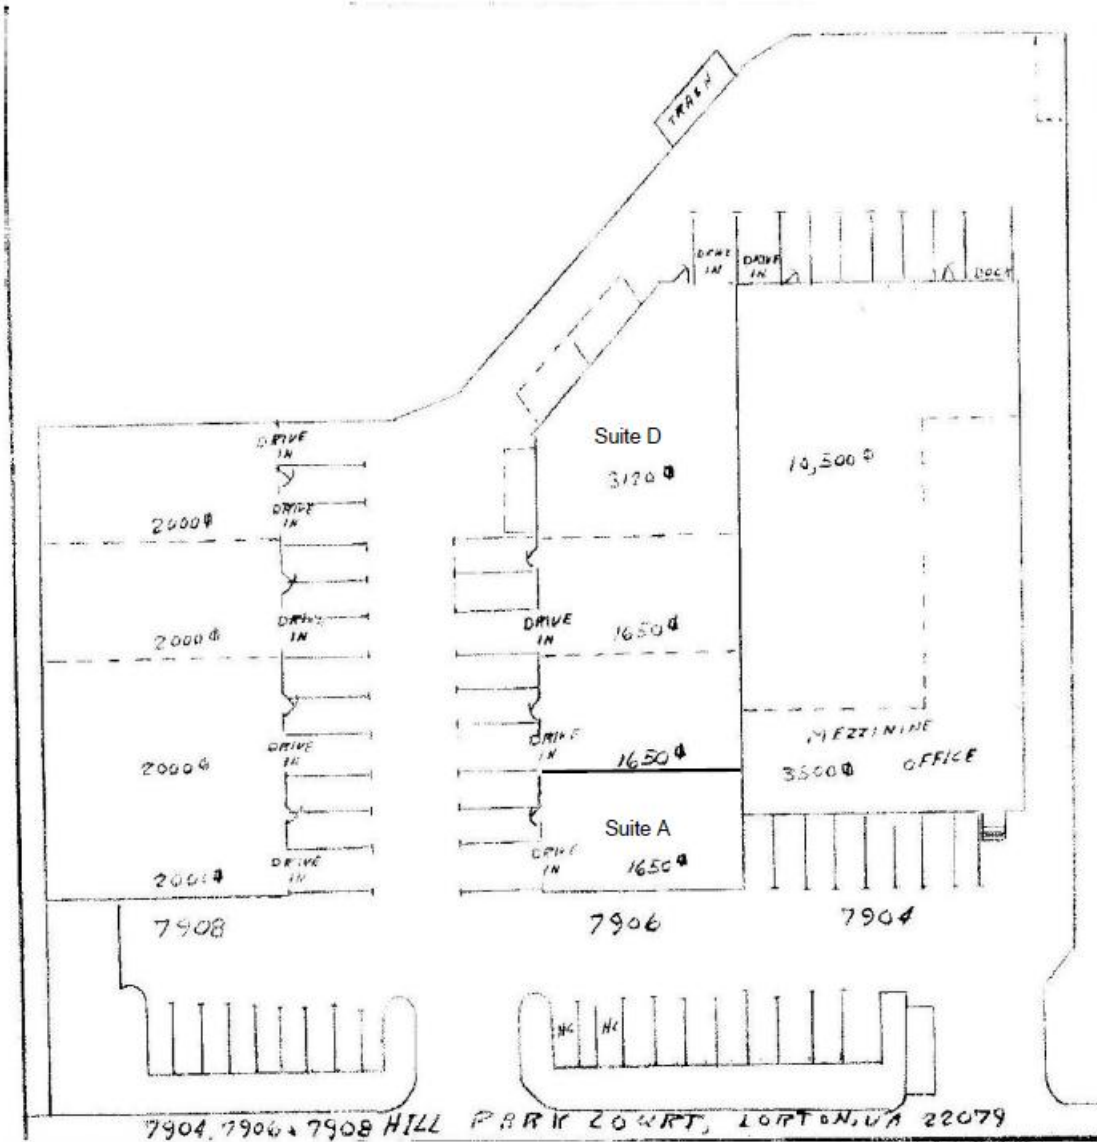 TRASH
DRIVE
IN
DRIVE
IN
DOCK
DRIVE
IN
Suite D
3120 ⌀
10,500 ⌀
2000 ⌀
DRIVE
IN
2000 ⌀
DRIVE
IN
DRIVE
IN
1650 ⌀
2000 ⌀
DRIVE
IN
DRIVE
IN
1650 ⌀
MEZZININE
3500 ⌀ OFFICE
Suite A
1650 ⌀
DRIVE
IN
2000 ⌀
DRIVE
IN
7908
7906
7904
HC HC
7904, 7906 & 7908 HILL PARK COURT, LORTON, VA 22079